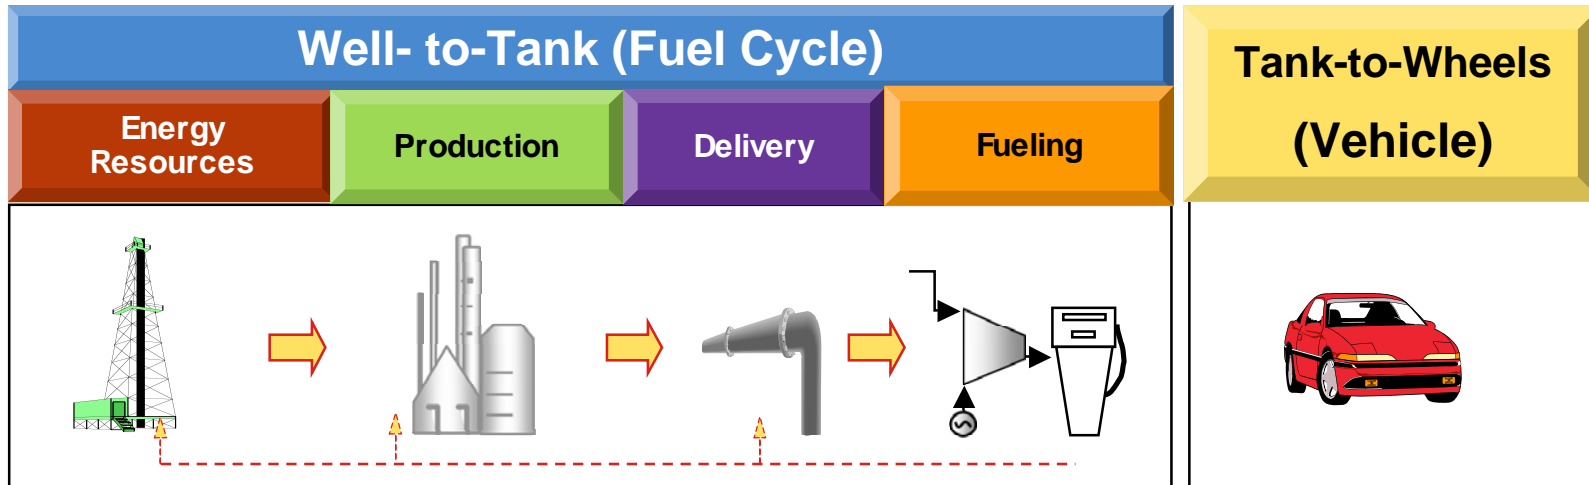 Well- to-Tank (Fuel Cycle)
Tank-to-Wheels
(Vehicle)
Energy
Resources
Production
Delivery
Fueling